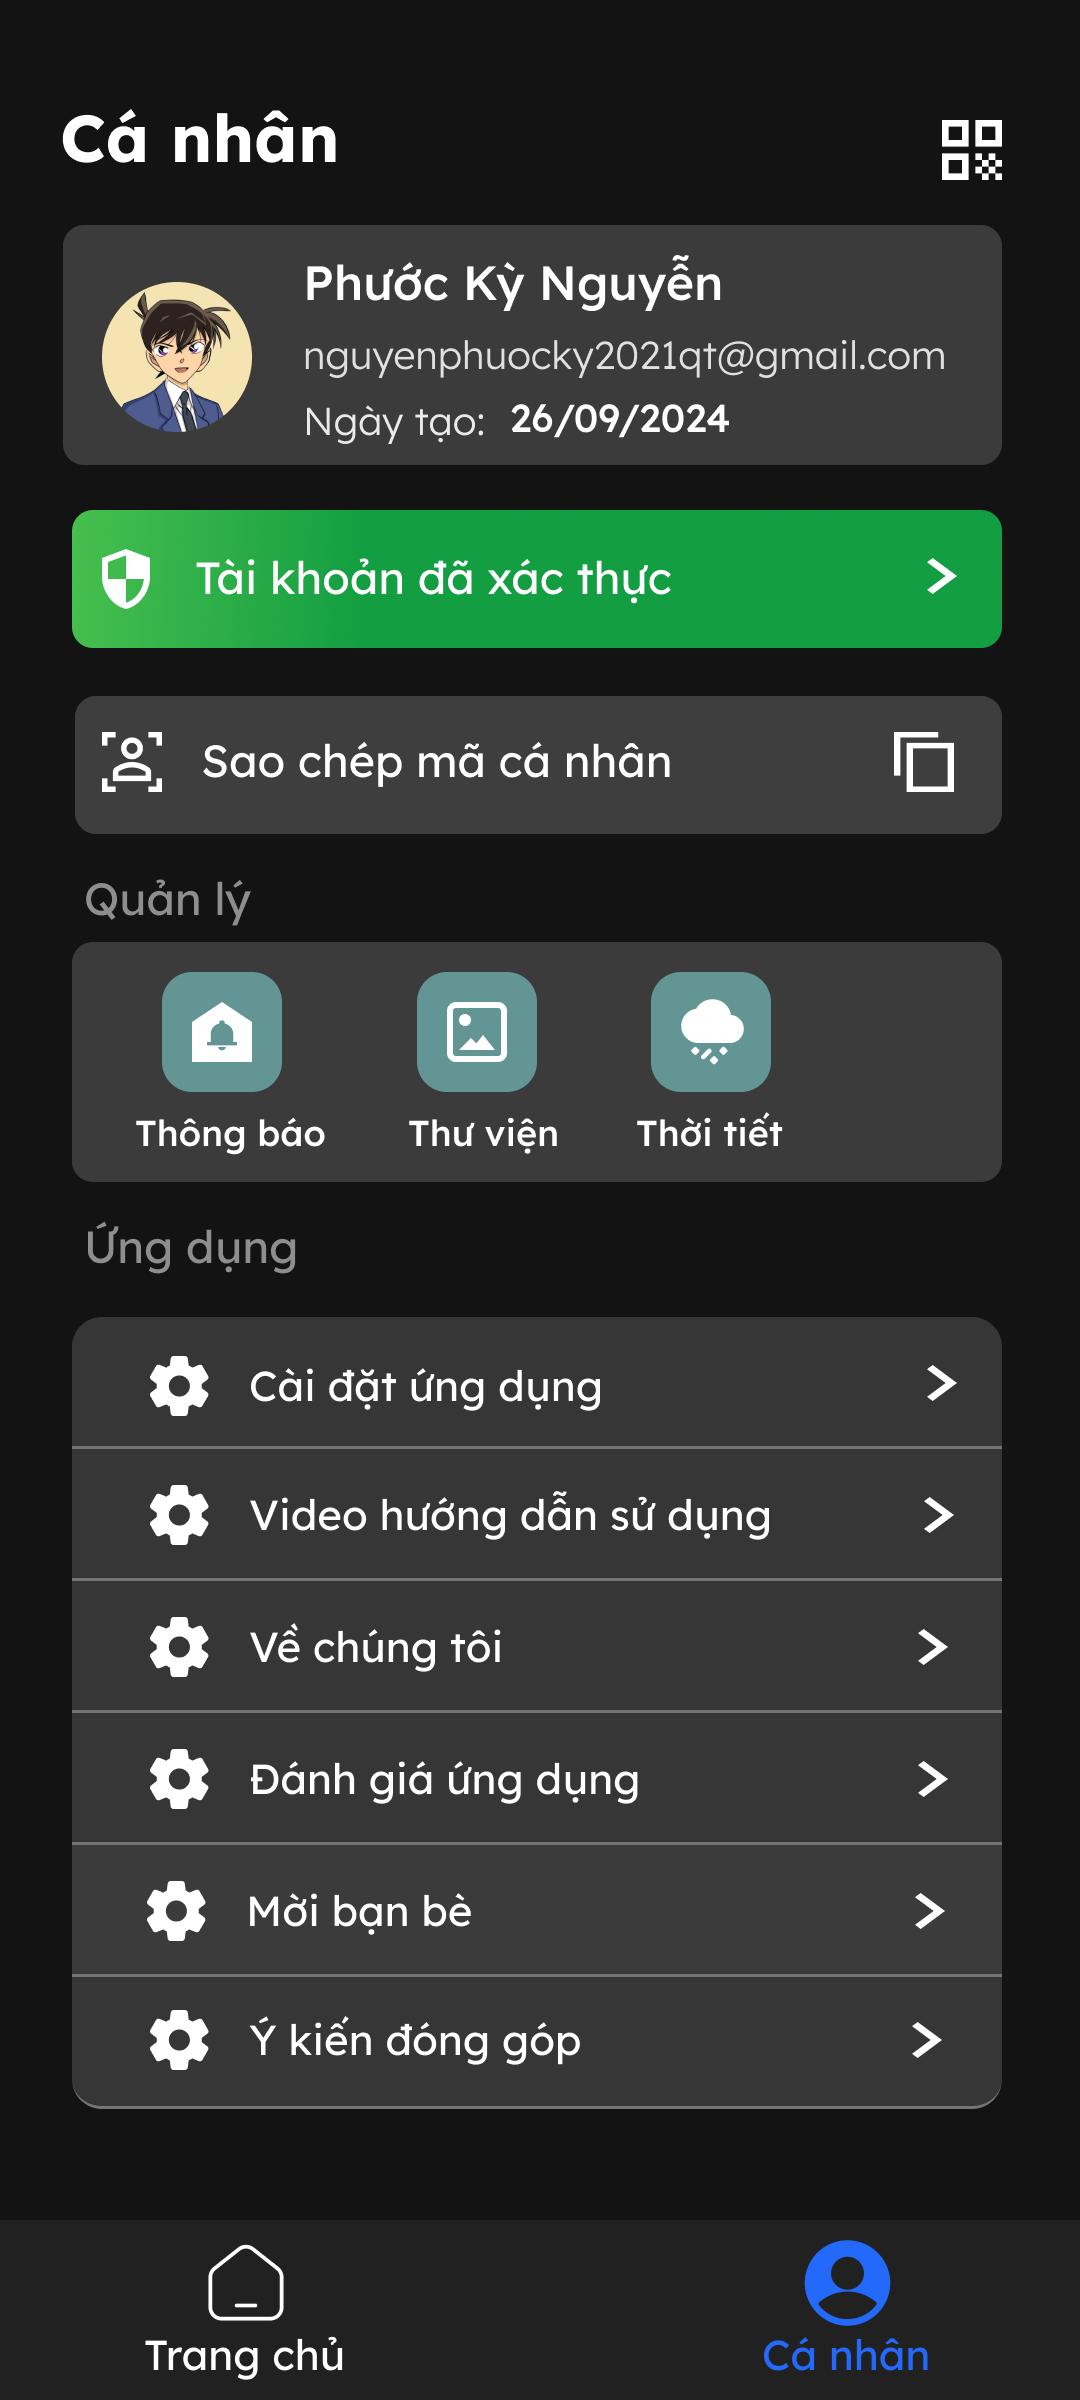 Cá nhân
Phước Kỳ Nguyễn
nguyenphuocky2021qt@gmail.com
Ngày tạo: 26/09/2024
Tài khoản đã xác thực
Sao chép mã cá nhân
Quản lý
Thông báo Thư viện Thời tiết
Ứng dụng
Cài đặt ứng dụng
Video hướng dẫn sử dụng
Về chúng tôi
Đánh giá ứng dụng
Mời bạn bè
Ý kiến đóng góp
Trang chủ Cá nhân